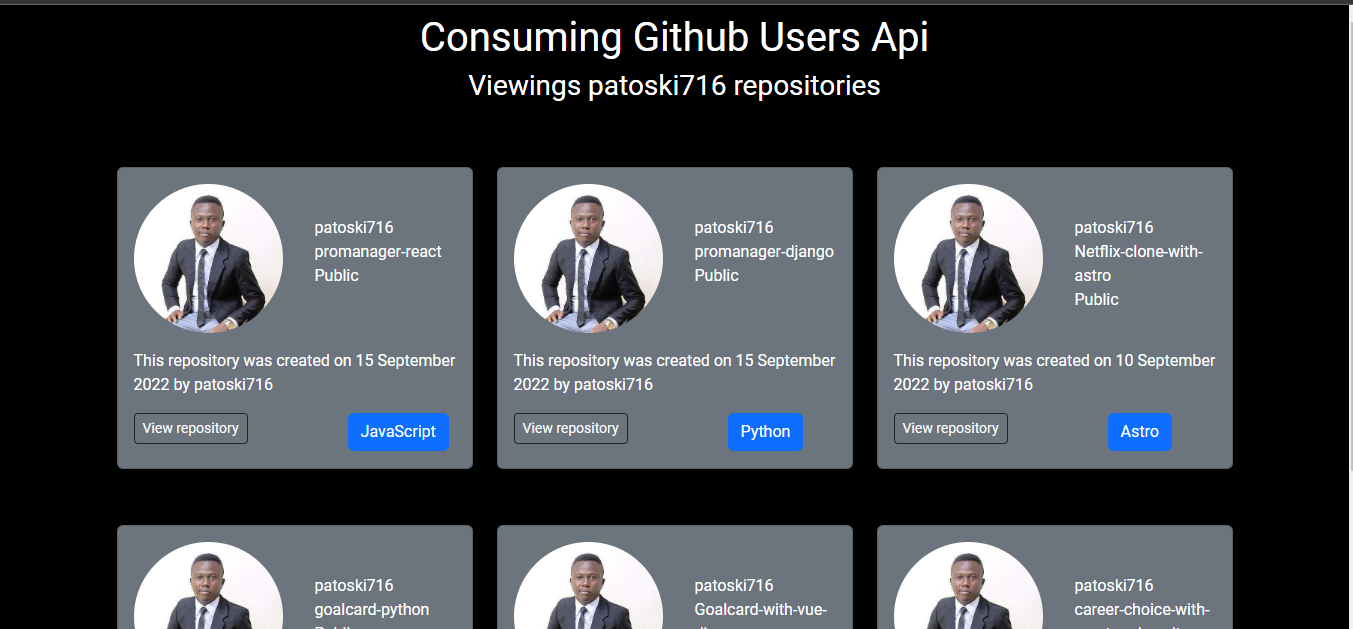 Consuming Github Users Api
Viewings patoski716 repositories
patoski716
promanager-react
Public
This repository was created on 15 September
2022 by patoski716
View repository
JavaScript
patoski716
promanager-django
Public
This repository was created on 15 September
2022 by patoski716
View repository
Python
patoski716
Netflix-clone-with-
astro
Public
This repository was created on 10 September
2022 by patoski716
View repository
Astro
patoski716
goalcard-python
patoski716
Goalcard-with-vue-
patoski716
career-choice-with-